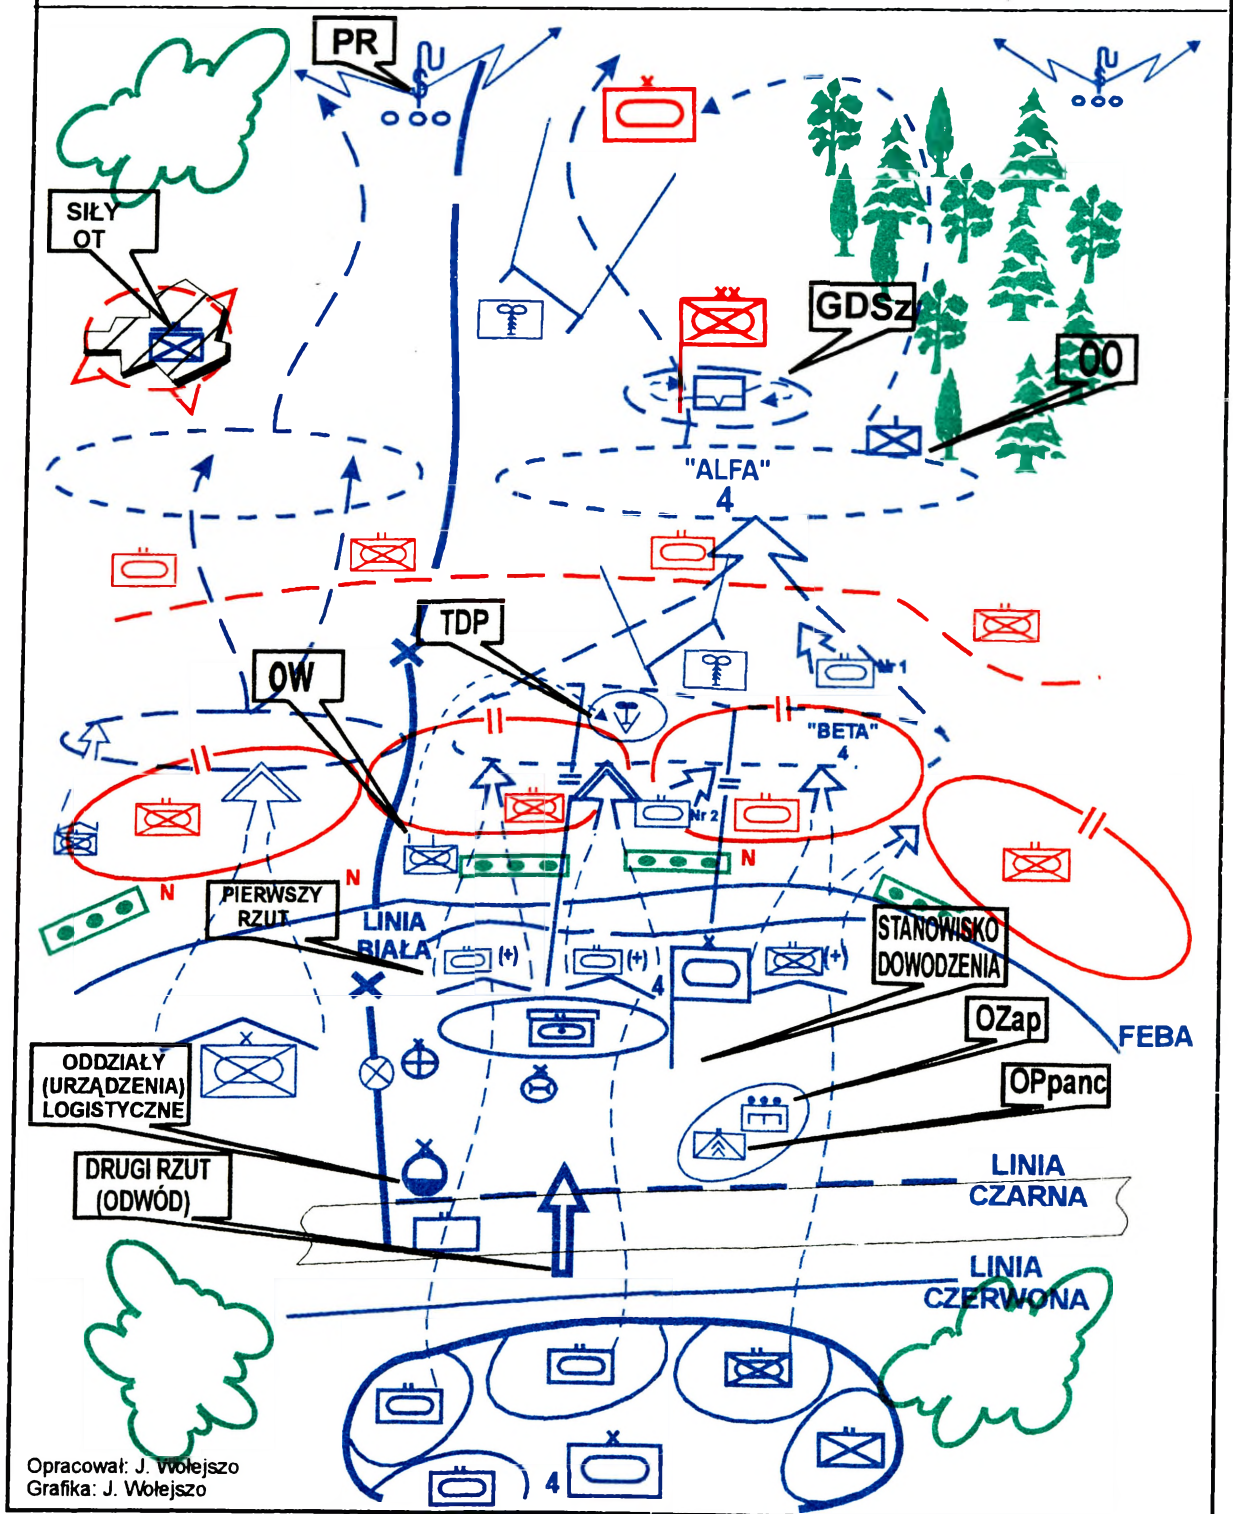 PR
SIŁY
OT
GDSz
OO
"ALFA"
4
TDP
OW
Nr 1
"BETA"
4
Nr 2
N
N
N
PIERWSZY
RZUT
LINIA
BIAŁA
(+)
(+)
(+)
4
STANOWISKO
DOWODZENIA
OZap
FEBA
ODDZIAŁY
(URZĄDZENIA)
LOGISTYCZNE
OPpanc
DRUGI RZUT
(ODWÓD)
LINIA
CZARNA
LINIA
CZERWONA
4
Opracował: J. Wołejszo
Grafika: J. Wołejszo